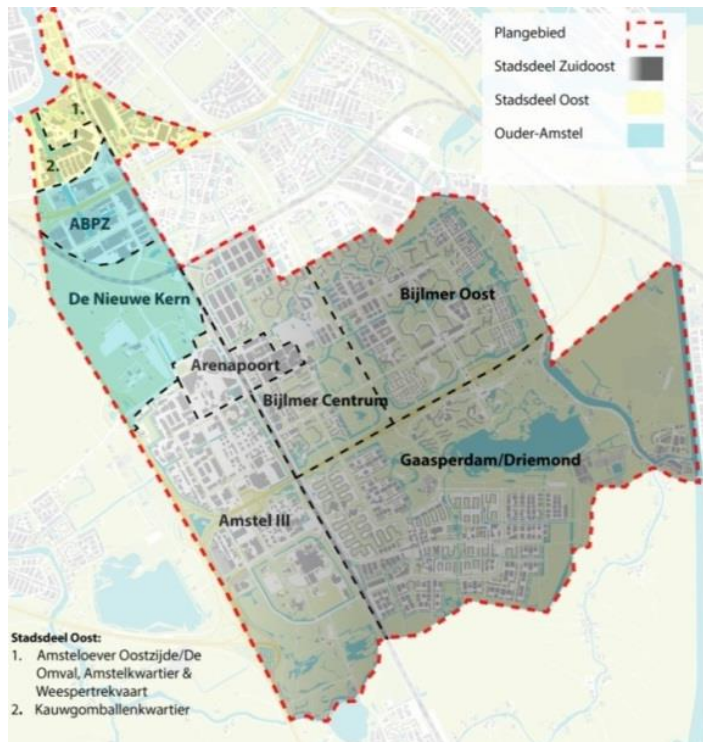 Plangebied
Stadsdeel Zuidoost
Stadsdeel Oost
Ouder-Amstel
1.
2.
ABPZ
De Nieuwe Kern
Bijlmer Oost
Arenapoort
Bijlmer Centrum
Gaasperdam/Driemond
Amstel III
Stadsdeel Oost:
1. Amsteloever Oostzijde/De
Omval, Amstelkwartier &
Weespertrekvaart
2. Kauwgomballenkwartier